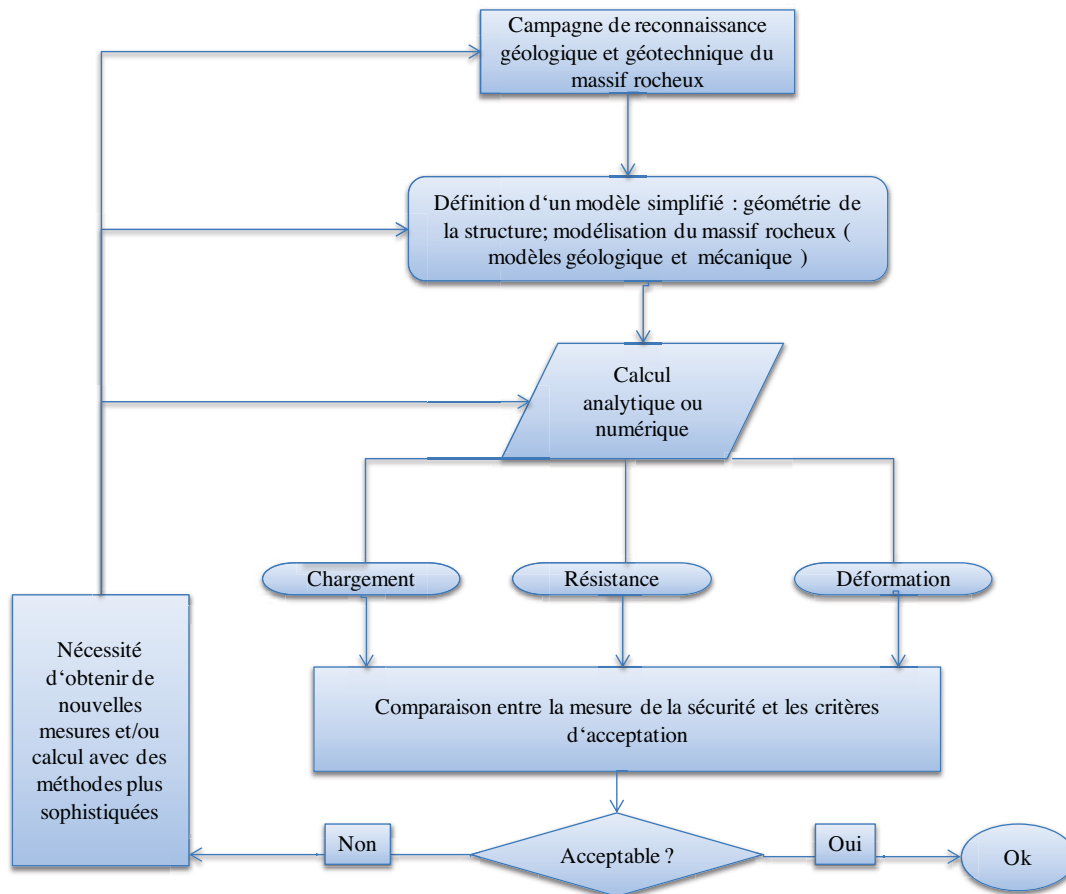 Campagne de reconnaissance
géologique et géotechnique du
massif rocheux
Définition d‘un modèle simplifié : géométrie de
la structure; modélisation du massif rocheux (
modèles géologique et mécanique )
Calcul
analytique ou
numérique
Chargement
Résistance
Déformation
Nécessité
d‘obtenir de
nouvelles
mesures et/ou
calcul avec des
méthodes plus
sophistiquées
Comparaison entre la mesure de la sécurité et les critères
d‘acceptation
Non
Acceptable ?
Oui
Ok